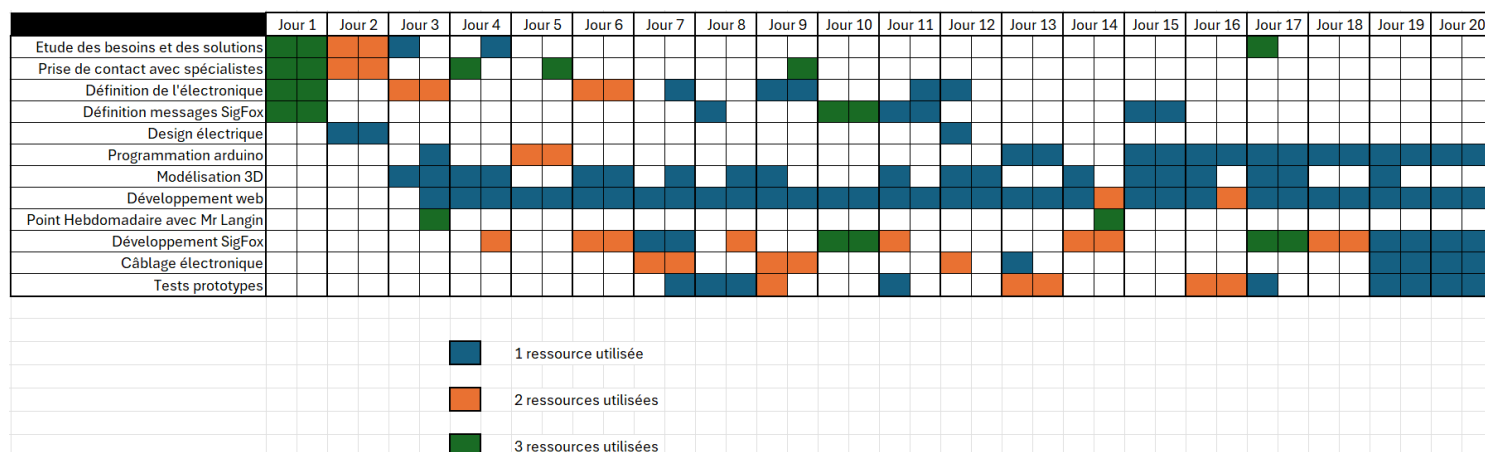 Jour 1 Jour 2 Jour 3 Jour 4 Jour 5 Jour 6 Jour 7 Jour 8 Jour 9 Jour 10 Jour 11 Jour 12 Jour 13 Jour 14 Jour 15 Jour 16 Jour 17 Jour 18 Jour 19 Jour 20
Etude des besoins et des solutions
Prise de contact avec spécialistes
Définition de l'électronique
Définition messages SigFox
Design électrique
Programmation arduino
Modélisation 3D
Développement web
Point Hebdomadaire avec Mr Langin
Développement SigFox
Câblage électronique
Tests prototypes
1 ressource utilisée
2 ressources utilisées
3 ressources utilisées